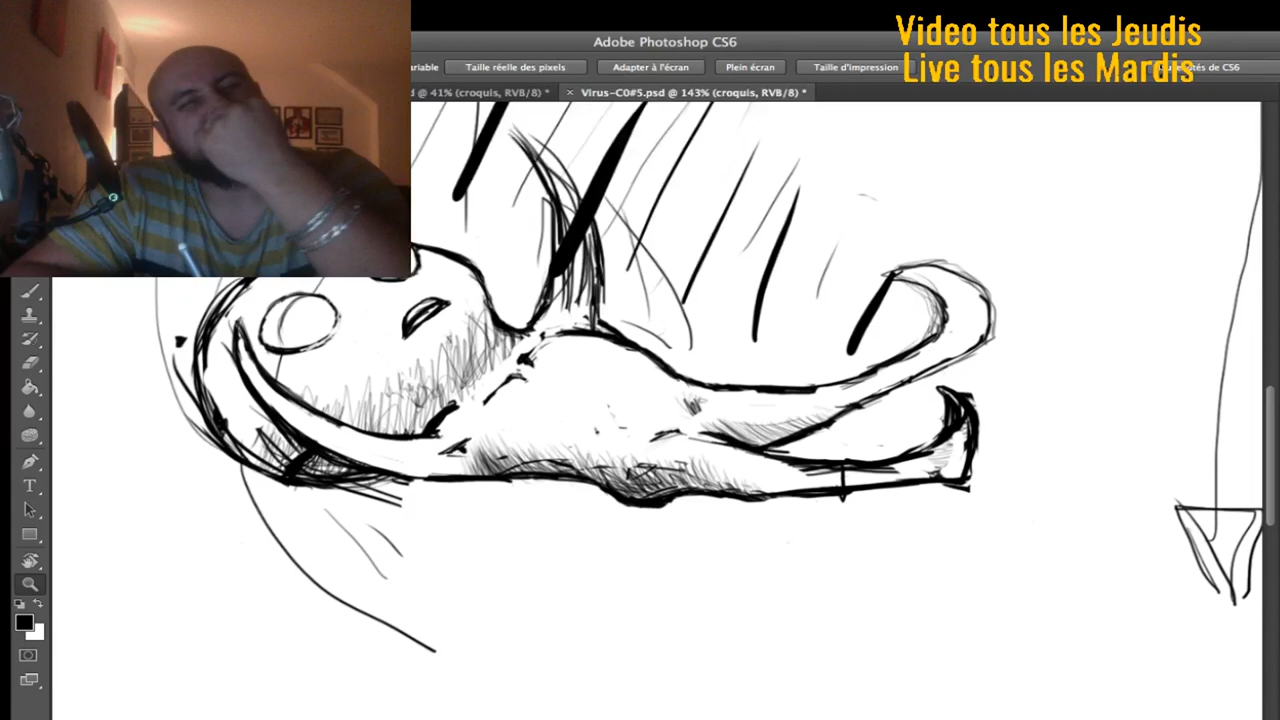 Video tous les Jeudis
Live tous les Mardis
Adobe Photoshop CS6
ariable
Taille réelle des pixels
Adapter à l'écran
Plein écran
Taille d'impression
tés de CS6
d @ 41% (croquis, RVB/8) *
× Virus-C0#5.psd @ 143% (croquis, RVB/8) *
T